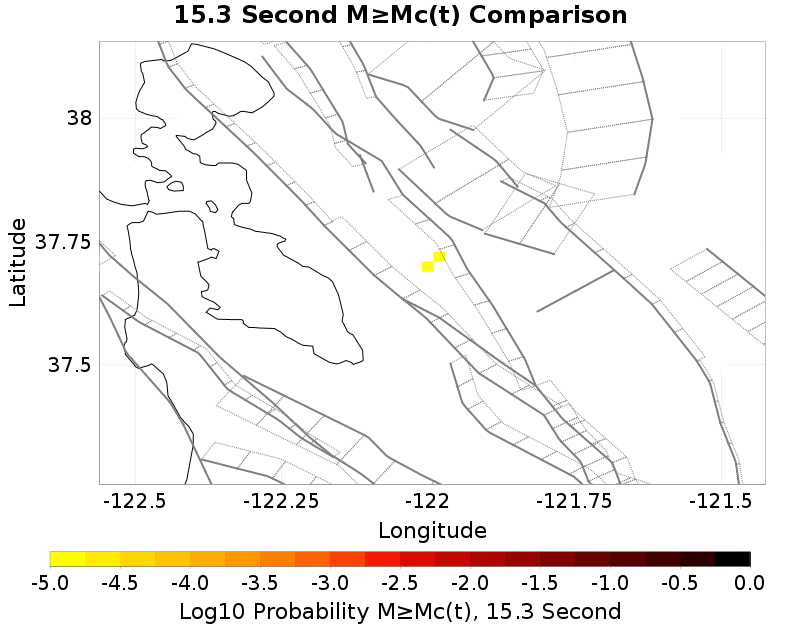 15.3 Second M≥Mc(t) Comparison
38
37.75
37.5
Latitude
-122.5 -122.25 -122 -121.75 -121.5
Longitude
-5.0 -4.5 -4.0 -3.5 -3.0 -2.5 -2.0 -1.5 -1.0 -0.5 0.0
Log10 Probability M≥Mc(t), 15.3 Second